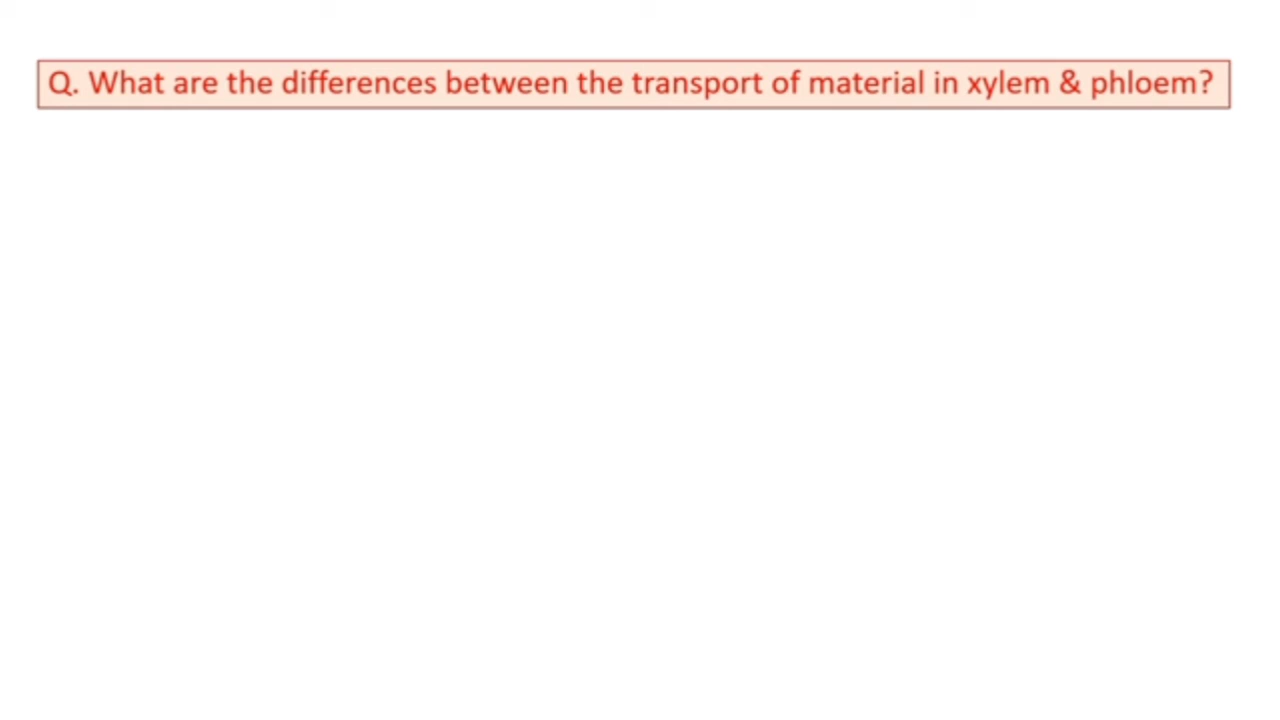 Q. What are the differences between the transport of material in xylem & phloem?